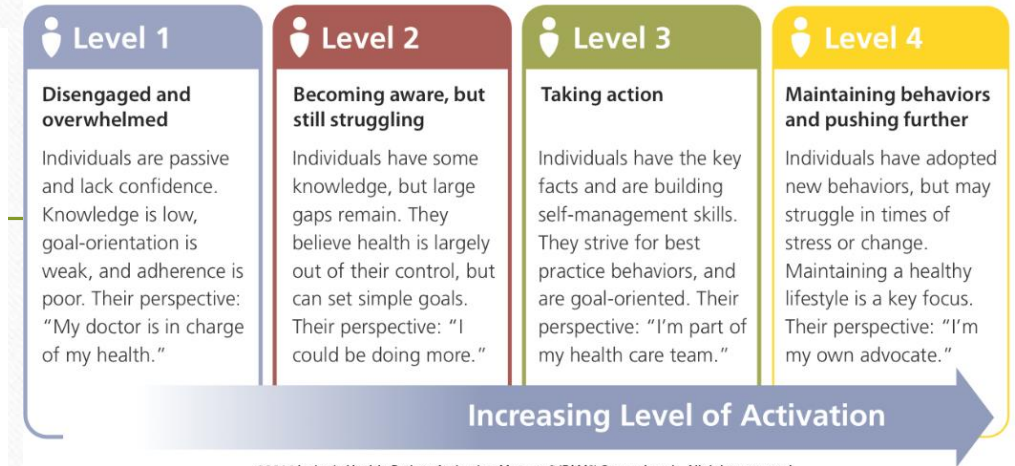 Level 1
Disengaged and
overwhelmed
Individuals are passive
and lack confidence.
Knowledge is low,
goal-orientation is
weak, and adherence is
poor. Their perspective:
“My doctor is in charge
of my health.”
Level 2
Becoming aware, but
still struggling
Individuals have some
knowledge, but large
gaps remain. They
believe health is largely
out of their control, but
can set simple goals.
Their perspective: “I
could be doing more.”
Level 3
Taking action
Individuals have the key
facts and are building
self-management skills.
They strive for best
practice behaviors, and
are goal-oriented. Their
perspective: “I’m part of
my health care team.”
Level 4
Maintaining behaviors
and pushing further
Individuals have adopted
new behaviors, but may
struggle in times of
stress or change.
Maintaining a healthy
lifestyle is a key focus.
Their perspective: “I’m
my own advocate.”
Increasing Level of Activation